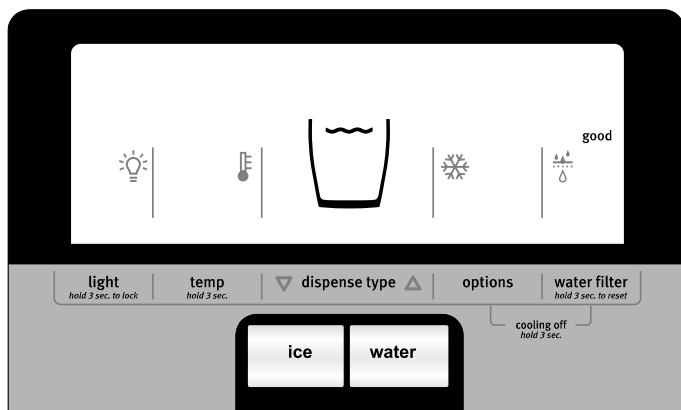 good
light
hold 3 sec. to lock
temp
hold 3 sec.
dispense type
options
water filter
hold 3 sec. to reset
cooling off
hold 3 sec.
ice
water